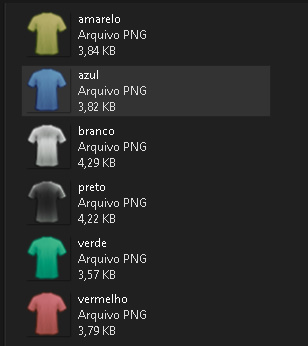 amarelo
Arquivo PNG
3,84 KB
azul
Arquivo PNG
3,82 KB
branco
Arquivo PNG
4,29 KB
preto
Arquivo PNG
4,22 KB
verde
Arquivo PNG
3,57 KB
vermelho
Arquivo PNG
3,79 KB